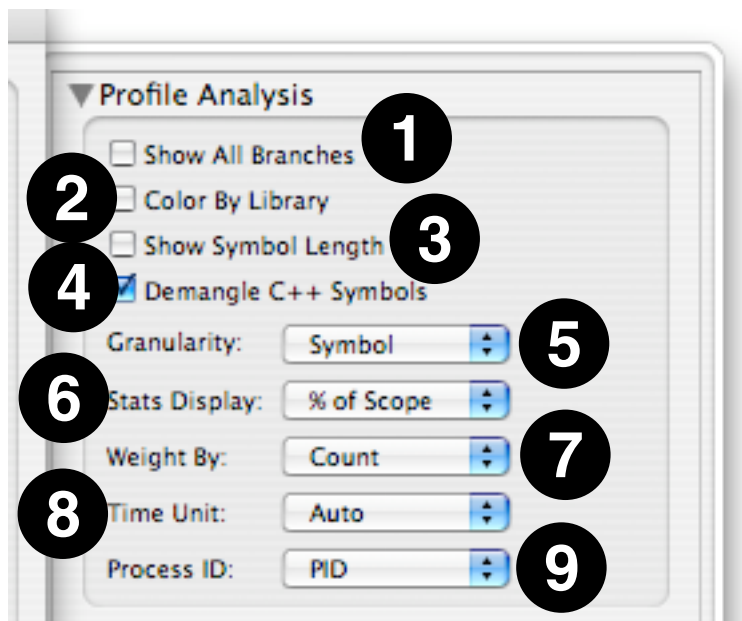 Profile Analysis
1
Show All Branches
2
Color By Library
3
Show Symbol Length
4
Demangle C++ Symbols
Granularity: Symbol 5
6 Stats Display: % of Scope
Weight By: Count 7
8 Time Unit: Auto
Process ID: PID 9